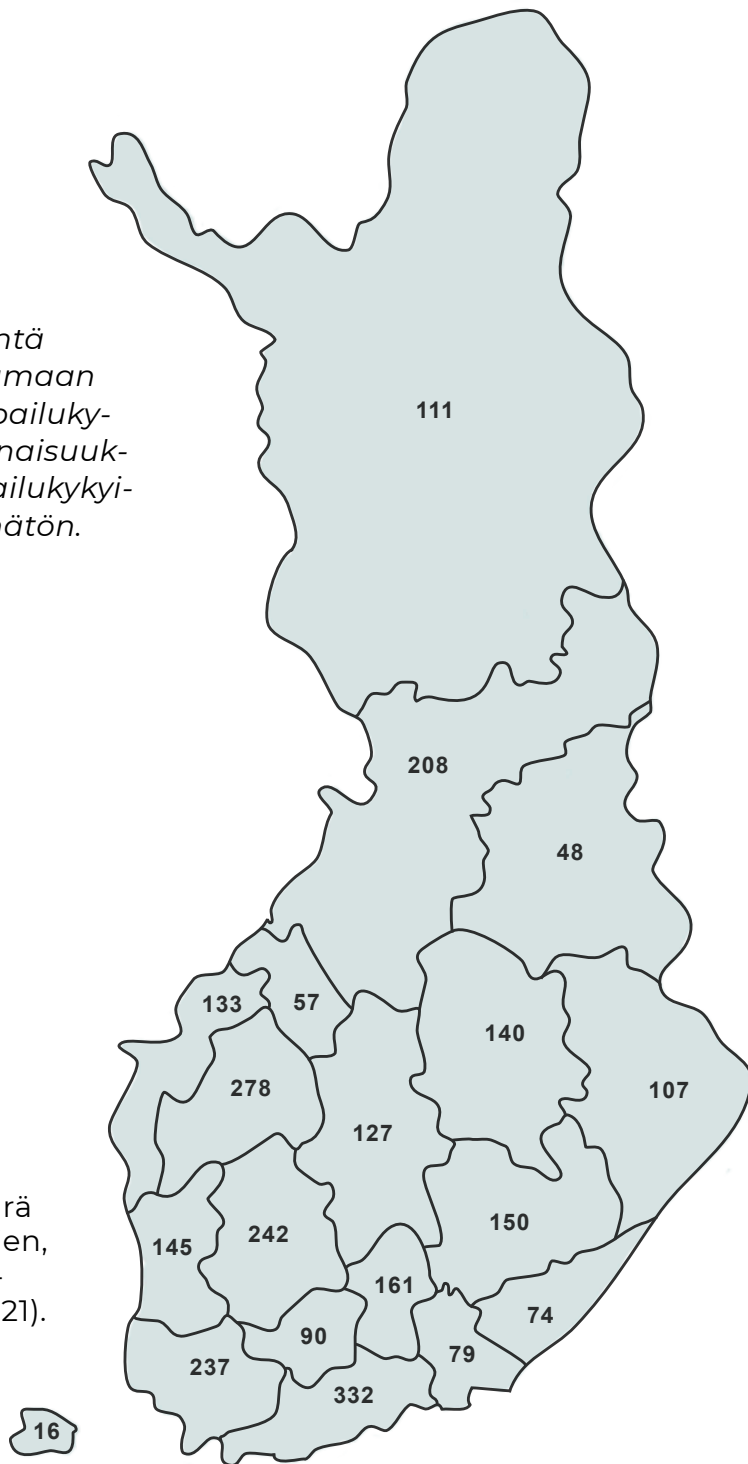 ntä
maan
pailuky-
naisuuk-
ailukykyi-
nätön.
111
208
48
133
57
140
278
107
127
rä
en,
-
21).
150
145
242
161
74
90
79
237
332
16